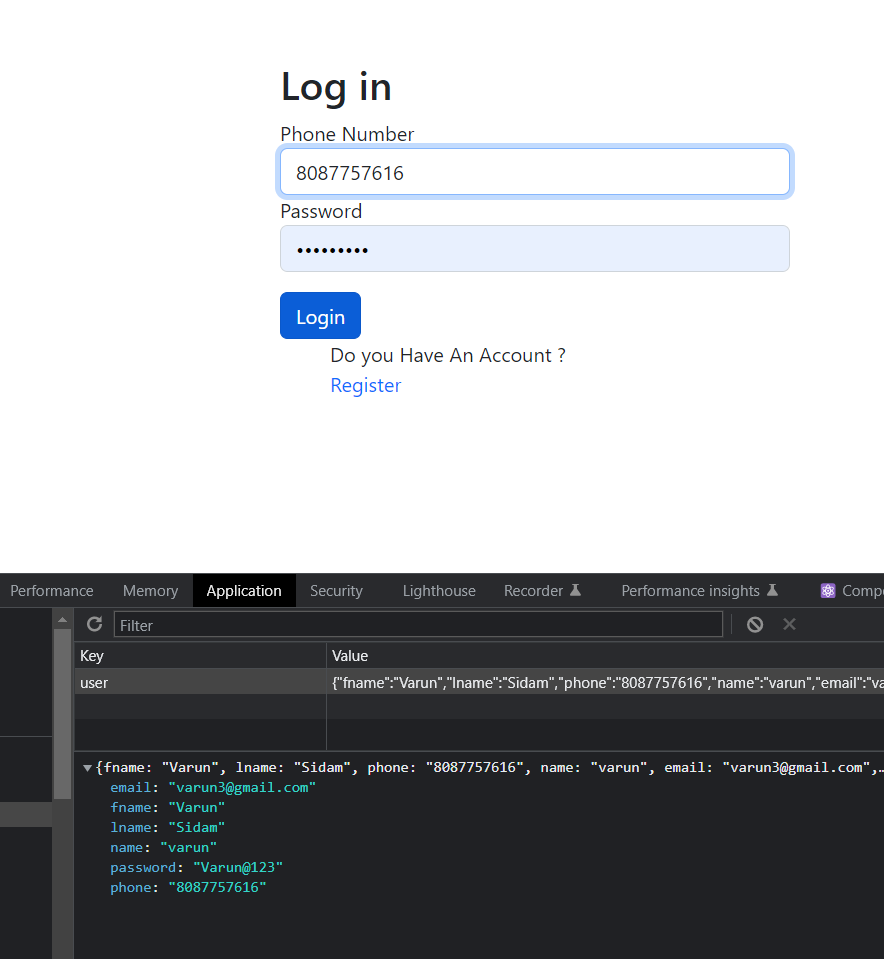 Log in
Phone Number
8087757616
Password
•••••••••
Login
Do you Have An Account ?
Register
Performance Memory Application Security Lighthouse Recorder Performance insights Compo
Filter
Key Value
user {"fname":"Varun","lname":"Sidam","phone":"8087757616","name":"varun","email":"va
{fname: "Varun", lname: "Sidam", phone: "8087757616", name: "varun", email: "varun3@gmail.com",…
email: "varun3@gmail.com"
fname: "Varun"
lname: "Sidam"
name: "varun"
password: "Varun@123"
phone: "8087757616"